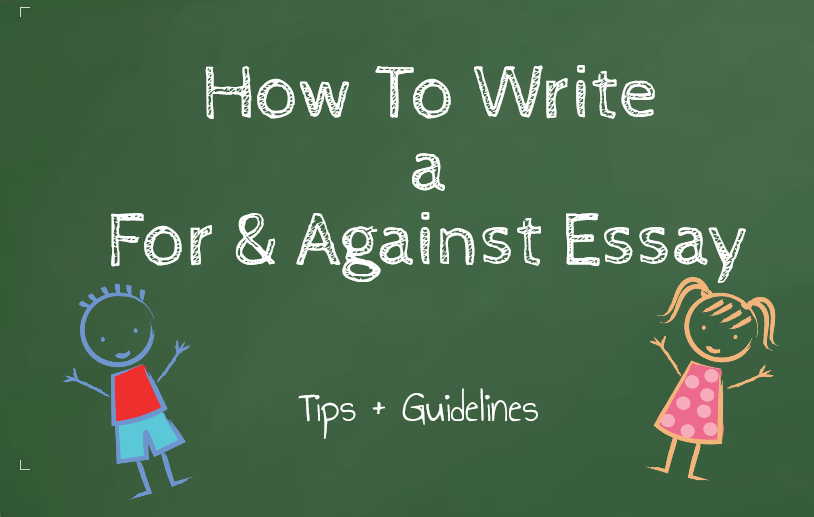 How To Write
a
For & Against Essay
Tips + Guidelines